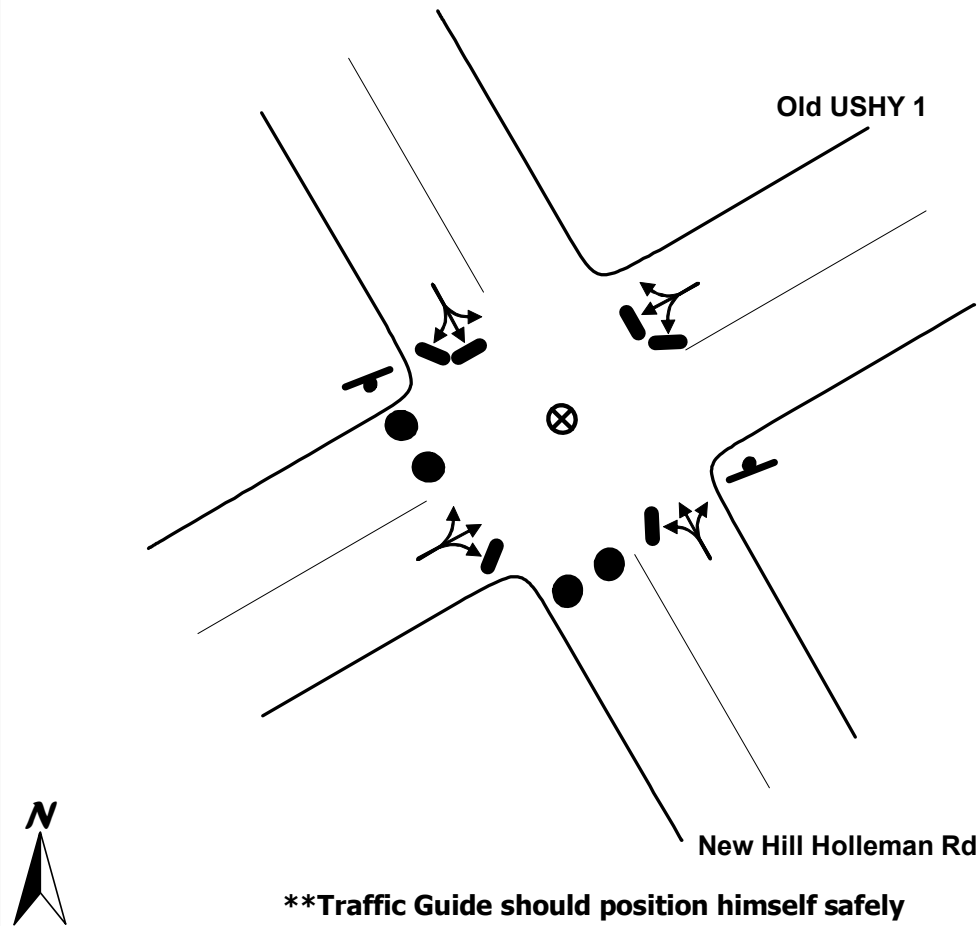 Old USHY 1
New Hill Holleman Rd
N
**Traffic Guide should position himself safely